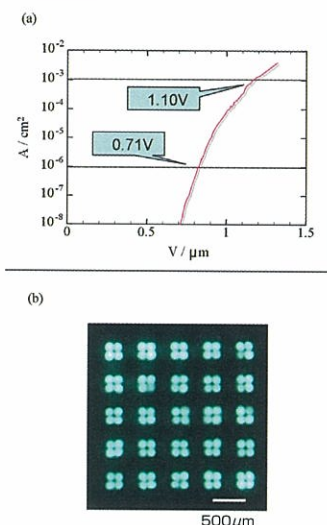 (a)
10⁻²
10⁻³
10⁻⁴
10⁻⁵
10⁻⁶
10⁻⁷
10⁻⁸
A / cm²
1.10V
0.71V
0 0.5 1 1.5
V / μm
(b)
500μm